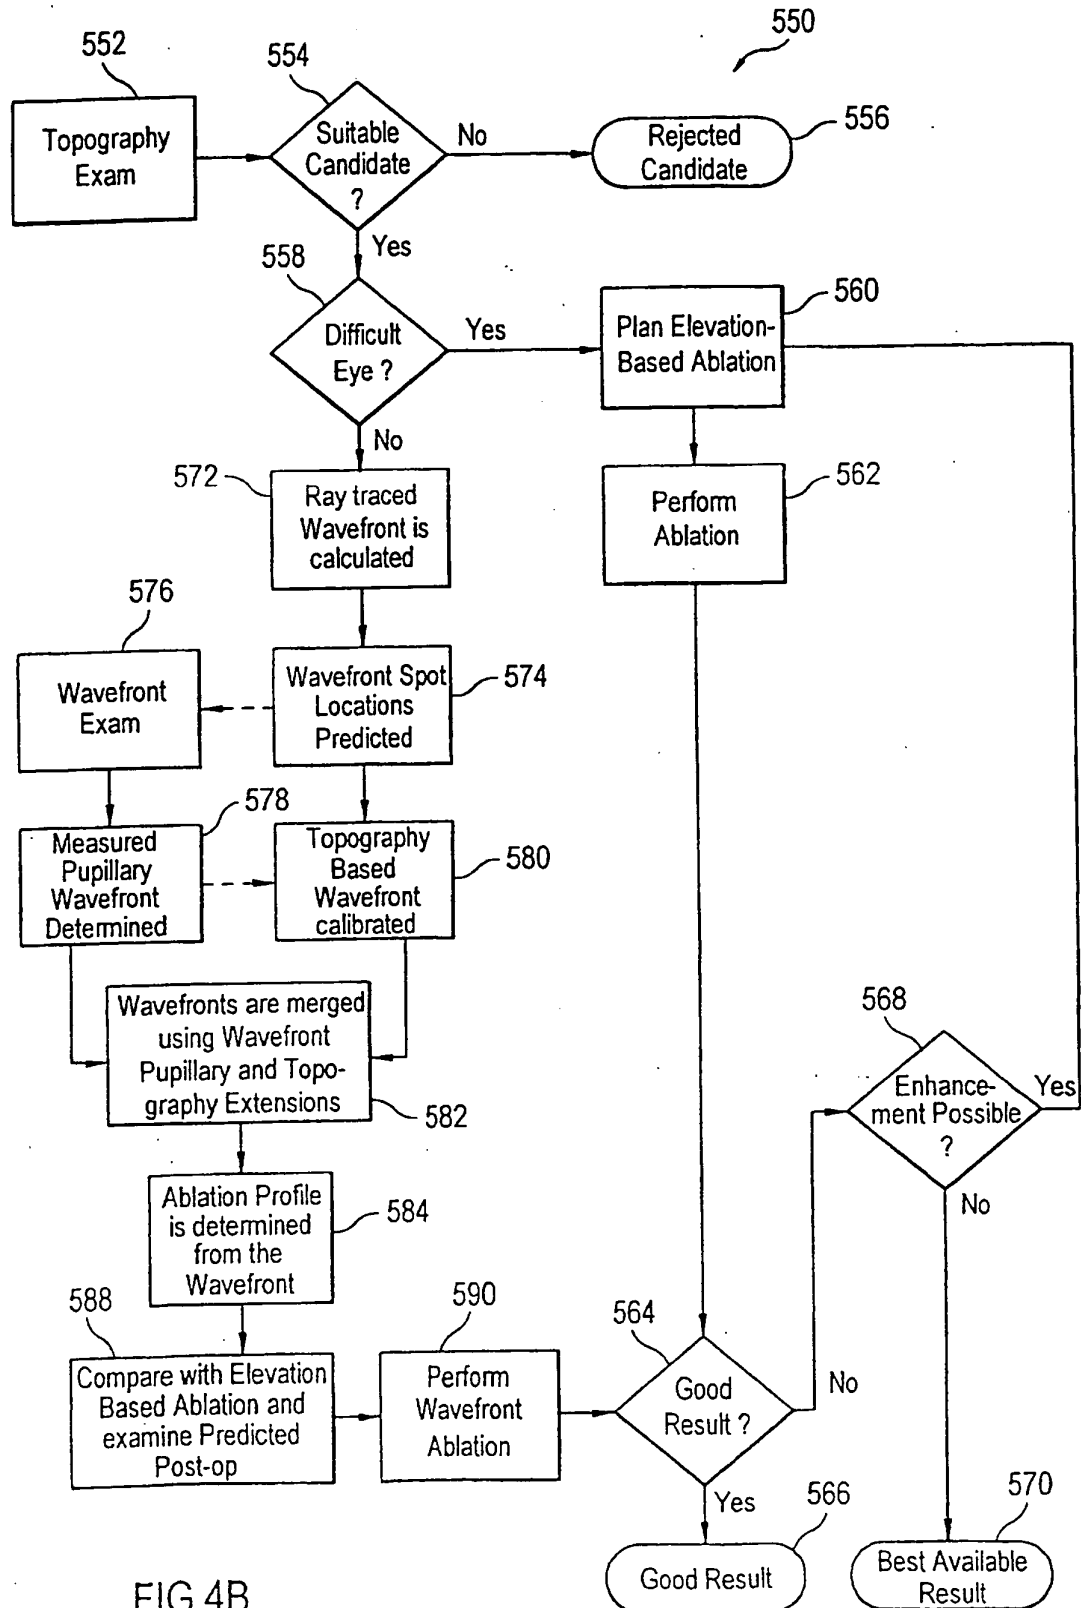 550
552
Topography
Exam
554
Suitable
Candidate
?
No
Rejected
Candidate
556
Yes
558
Difficult
Eye ?
Yes
Plan Elevation-
Based Ablation
560
No
572
Ray traced
Wavefront is
calculated
Perform
Ablation
562
576
Wavefront
Exam
Wavefront Spot
Locations
Predicted
574
578
Measured
Pupillary
Wavefront
Determined
Topography
Based
Wavefront
calibrated
580
Wavefronts are merged
using Wavefront
Pupillary and Topo-
graphy Extensions
582
568
Enhance-
ment Possible
?
Yes
No
Ablation Profile
is determined
from the
Wavefront
584
588
Compare with Elevation
Based Ablation and
examine Predicted
Post-op
590
Perform
Wavefront
Ablation
564
Good
Result ?
No
Yes
566
Good Result
570
Best Available
Result
FIG 4B